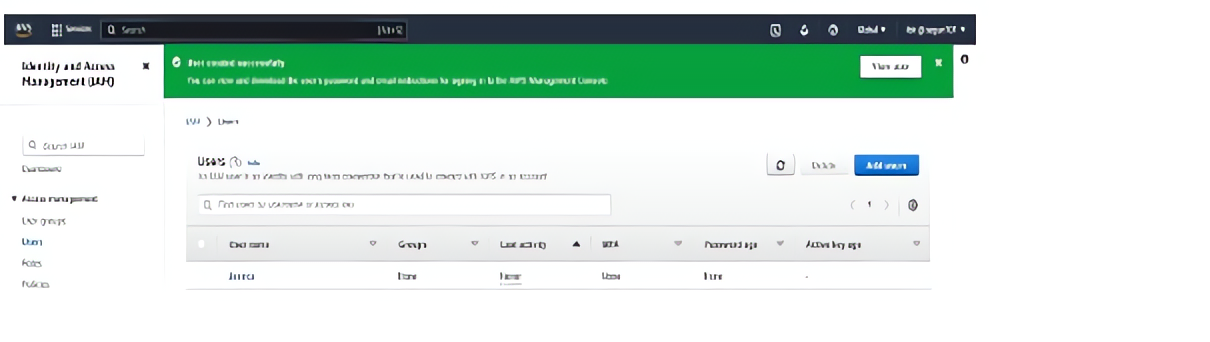 aws Services Search [Alt+S] Global
Identity and Access
Management (IAM)
User created successfully
You can view and download the user's password and email instructions for signing in to the AWS Management Console.
View user
IAM > Users
Search IAM
Dashboard
Users Info
An IAM user is an identity with long-term credentials that is used to interact with AWS in an account.
Delete Add users
Find users by username or access key
1
Access management
User groups
Users
Roles
Policies
User name Groups Last activity MFA Password age Active key age
None Never None None -